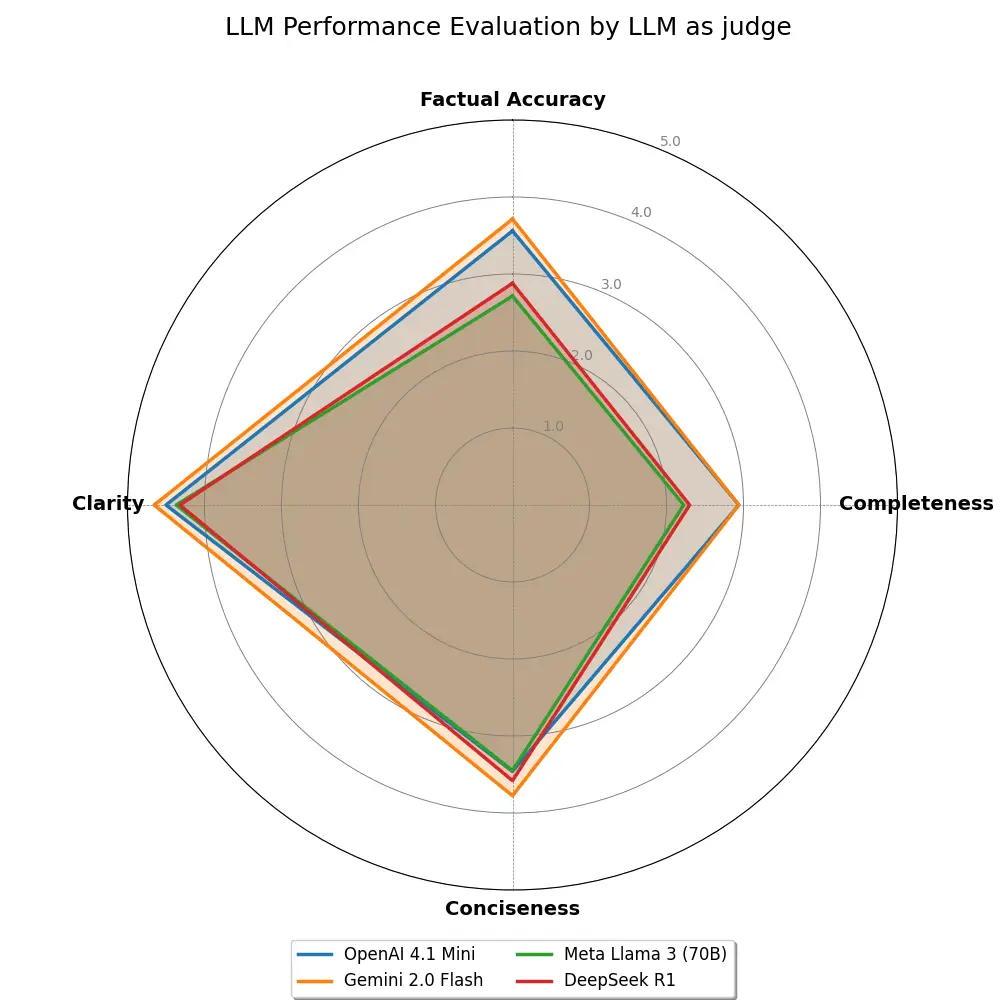 LLM Performance Evaluation by LLM as judge
Factual Accuracy
5.0
4.0
3.0
2.0
1.0
Clarity
Completeness
Conciseness
OpenAI 4.1 Mini
Gemini 2.0 Flash
Meta Llama 3 (70B)
DeepSeek R1